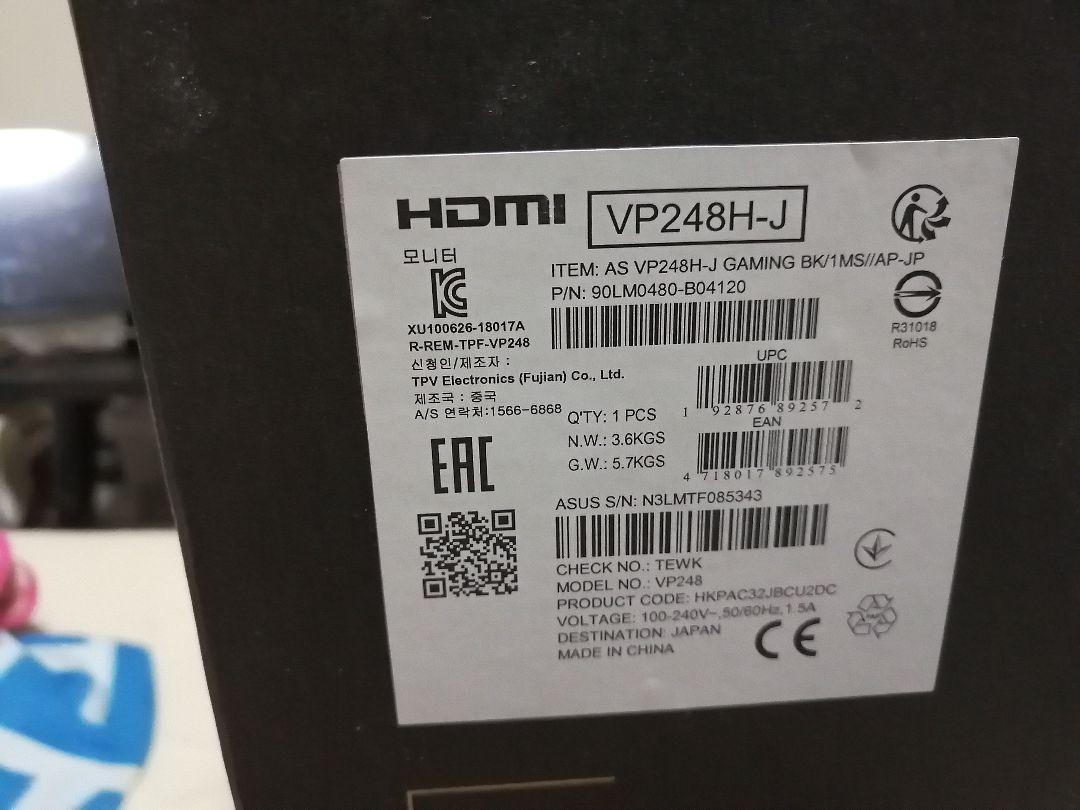 HDMI VP248H-J
모니터
ITEM: AS VP248H-J GAMING BK/1MS//AP-JP
P/N: 90LM0480-B04120
XU100626-18017A
R-REM-TPF-VP248
신청인/제조자 :
TPV Electronics (Fujian) Co., Ltd.
제조국 : 중국
A/S 연락처:1566-6868
R31018
RoHS
UPC
1 92876 89257 2
EAN
4 718017 892575
Q'TY: 1 PCS
N.W.: 3.6KGS
G.W.: 5.7KGS
EAC
ASUS S/N: N3LMTF085343
CHECK NO.: TEWK
MODEL NO.: VP248
PRODUCT CODE: HKPAC32JBCU2DC
VOLTAGE: 100-240V~,50/60Hz,1.5A
DESTINATION: JAPAN
MADE IN CHINA
CE